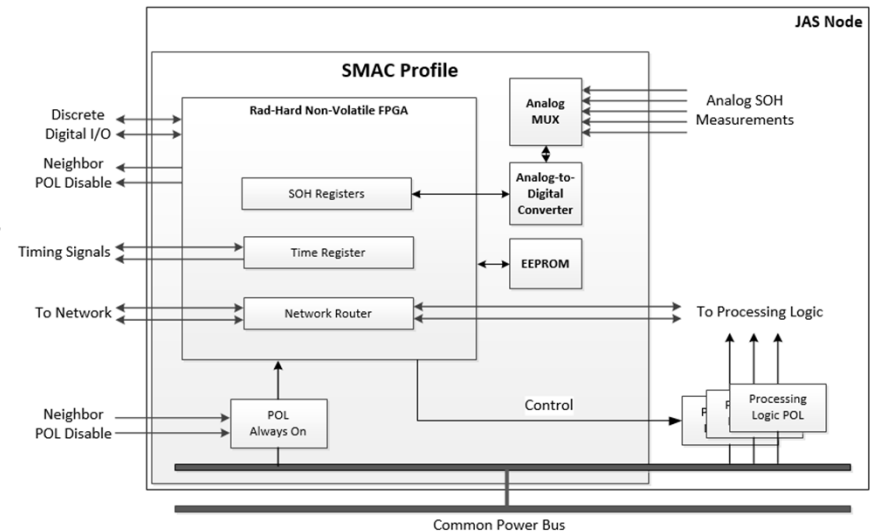 JAS Node
SMAC Profile
Rad-Hard Non-Volatile FPGA
Analog
MUX
Analog SOH
Measurements
Discrete
Digital I/O
Neighbor
POL Disable
SOH Registers
Analog-to-
Digital
Converter
Timing Signals
Time Register
EEPROM
To Network
Network Router
To Processing Logic
Neighbor
POL Disable
POL
Always On
Control
Processing
Logic POL
Common Power Bus